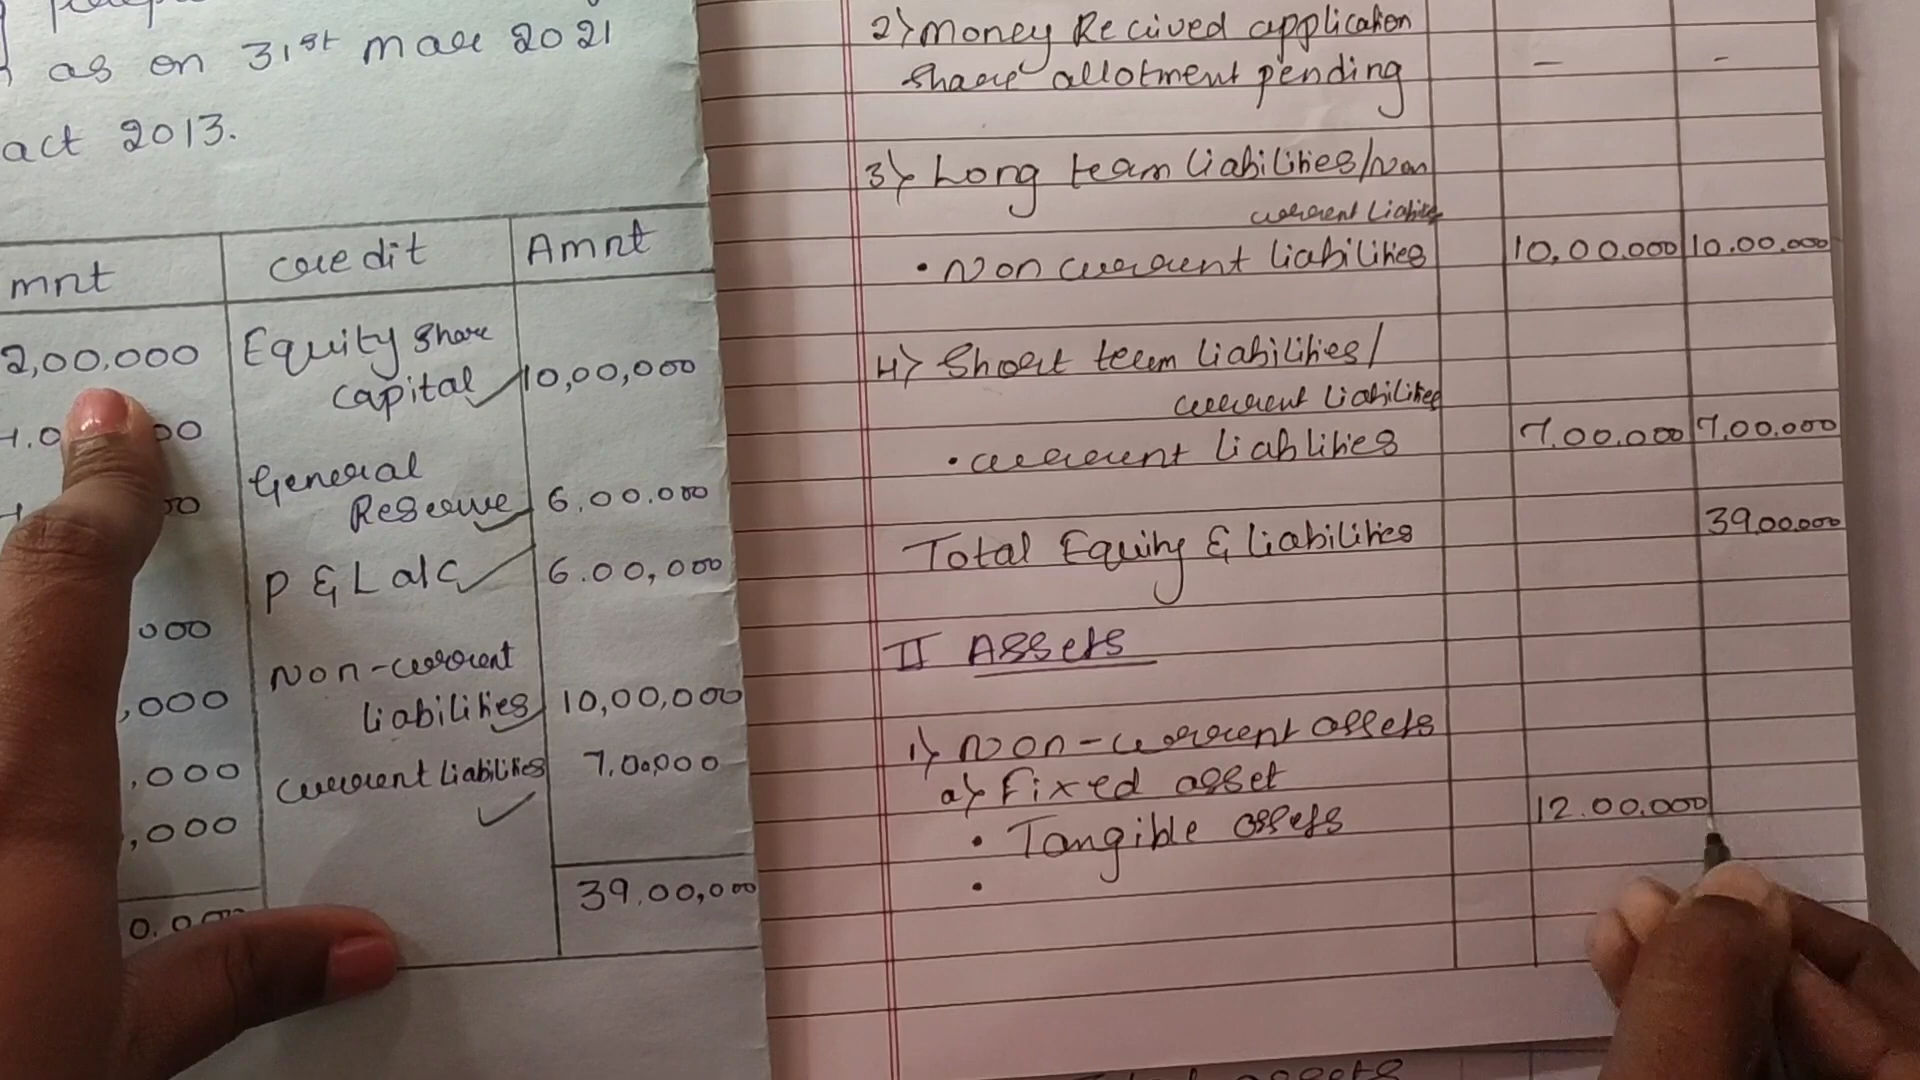 as on 31st mar 2021
act 2013.
mnt
credit
Amnt
2,00,000
Equity share
capital
10,00,000
General
Reserve
6.00.000
P & L a/c
6.00,000
000
Non-current
liabilities
10,00,000
,000
current liabilities
7.00,000
,000
,000
39,00,000
2) Money Recived application
share allotment pending
-
-
3) Long team liabilities/Non
current Liabilities
• Non current liabilities
10,00.000
10.00.000
4) Short term liabilities/
current liabilities
• current liablities
7.00.000
7,00.000
Total Equity & liabilities
39,00.000
II Assets
1) Non-current assets
a) Fixed asset
• Tangible assets
12.00.000
•